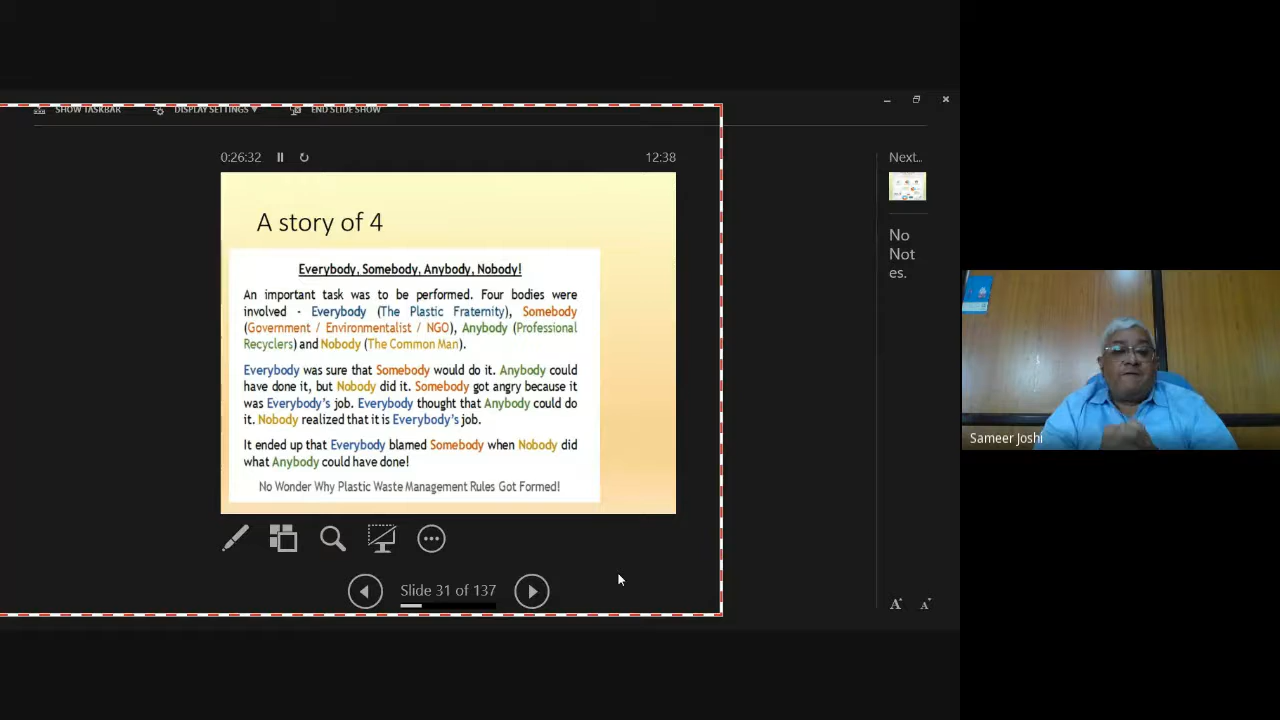 SHOW TASKBAR DISPLAY SETTINGS END SLIDE SHOW
0:26:32 12:38
Next...
A story of 4
Everybody, Somebody, Anybody, Nobody!
An important task was to be performed. Four bodies were
involved - Everybody (The Plastic Fraternity), Somebody
(Government / Environmentalist / NGO), Anybody (Professional
Recyclers) and Nobody (The Common Man).
Everybody was sure that Somebody would do it. Anybody could
have done it, but Nobody did it. Somebody got angry because it
was Everybody's job. Everybody thought that Anybody could do
it. Nobody realized that it is Everybody's job.
It ended up that Everybody blamed Somebody when Nobody did
what Anybody could have done!
No Wonder Why Plastic Waste Management Rules Got Formed!
No
Not
es.
Slide 31 of 137
A A
Sameer Joshi